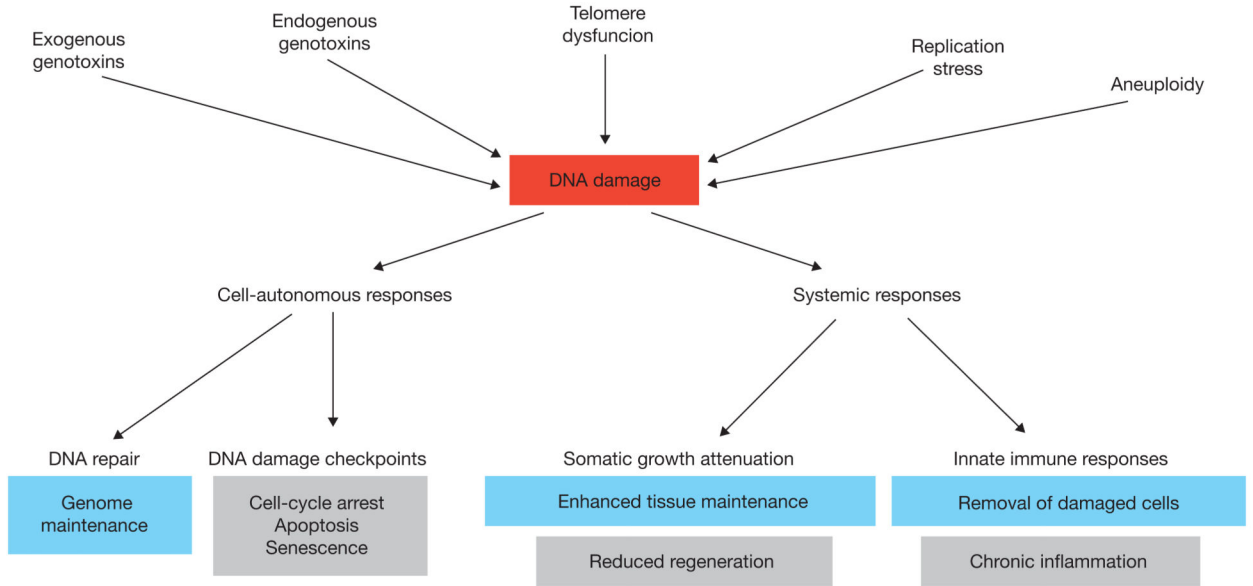 Exogenous
genotoxins
Endogenous
genotoxins
Telomere
dysfuncion
Replication
stress
Aneuploidy
DNA damage
Cell-autonomous responses
Systemic responses
DNA repair
Genome
maintenance
DNA damage checkpoints
Cell-cycle arrest
Apoptosis
Senescence
Somatic growth attenuation
Enhanced tissue maintenance
Reduced regeneration
Innate immune responses
Removal of damaged cells
Chronic inflammation